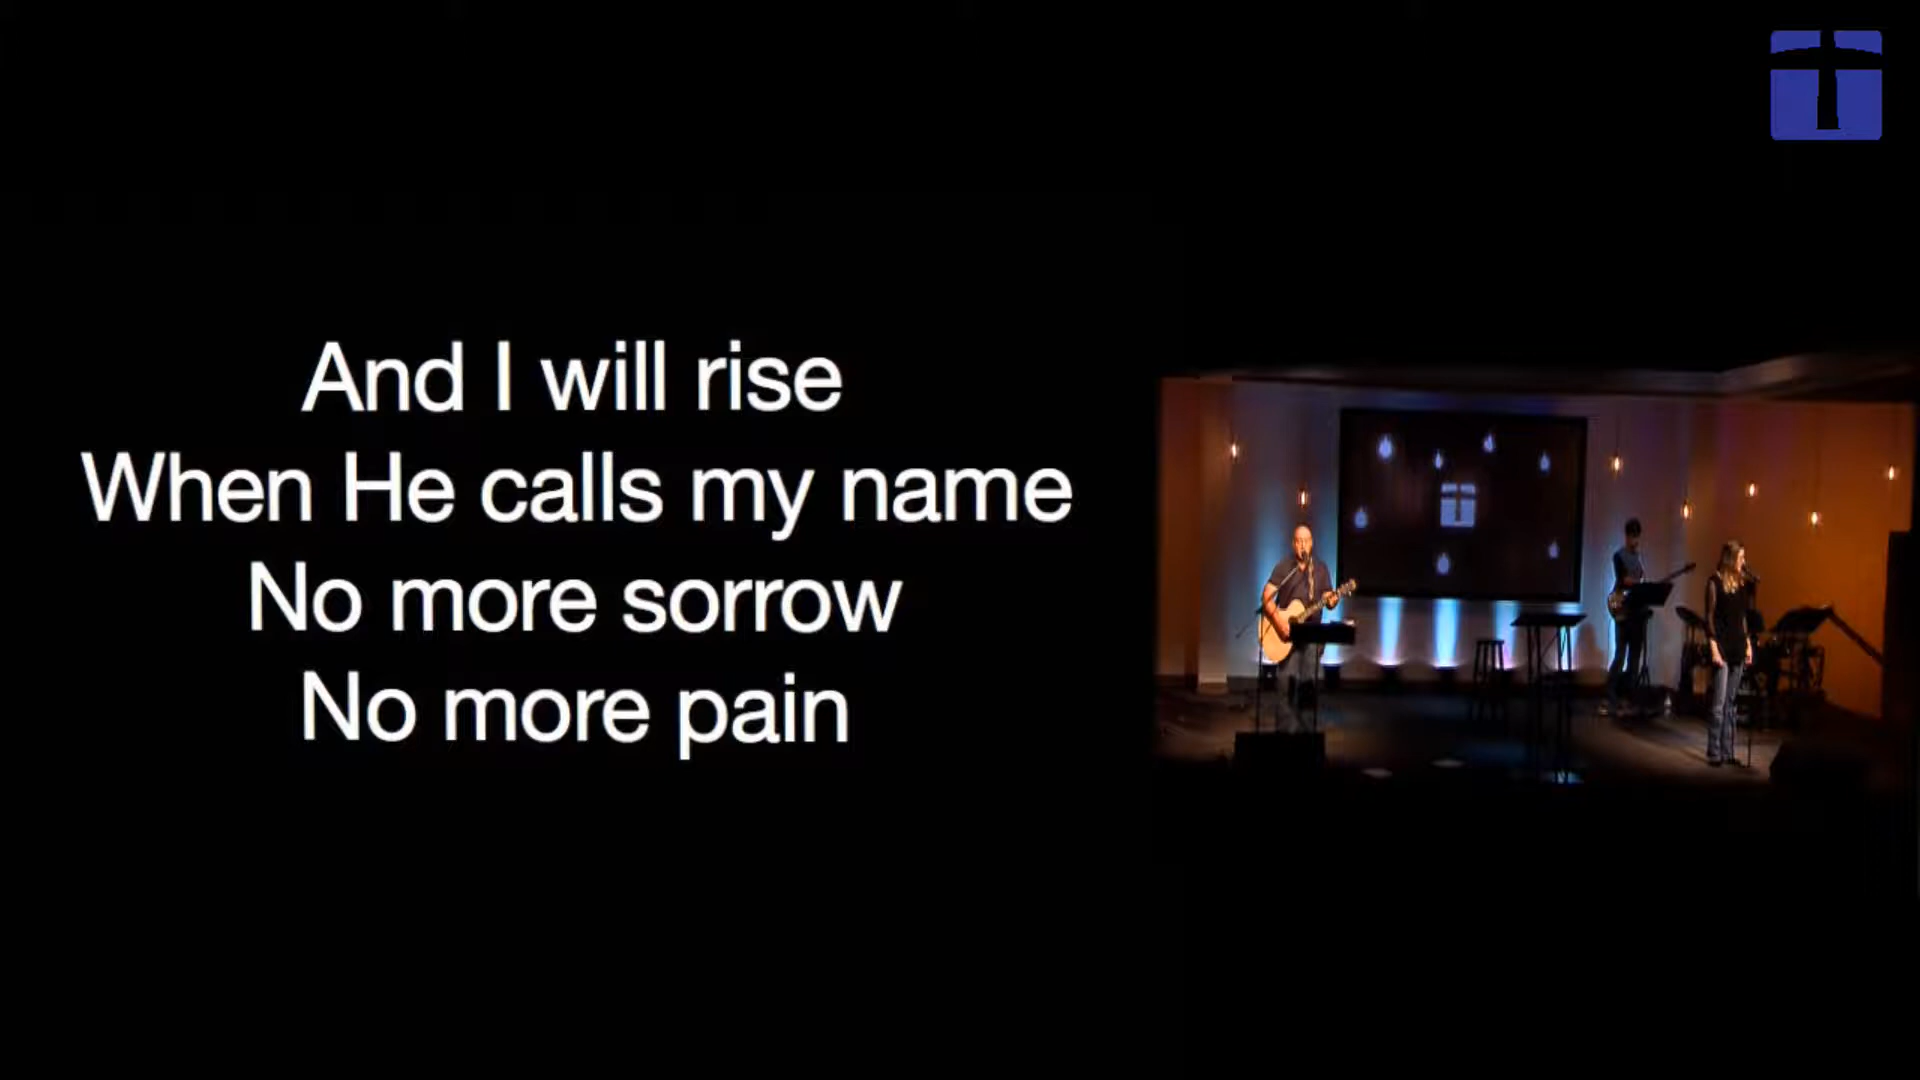 And I will rise
When He calls my name
No more sorrow
No more pain